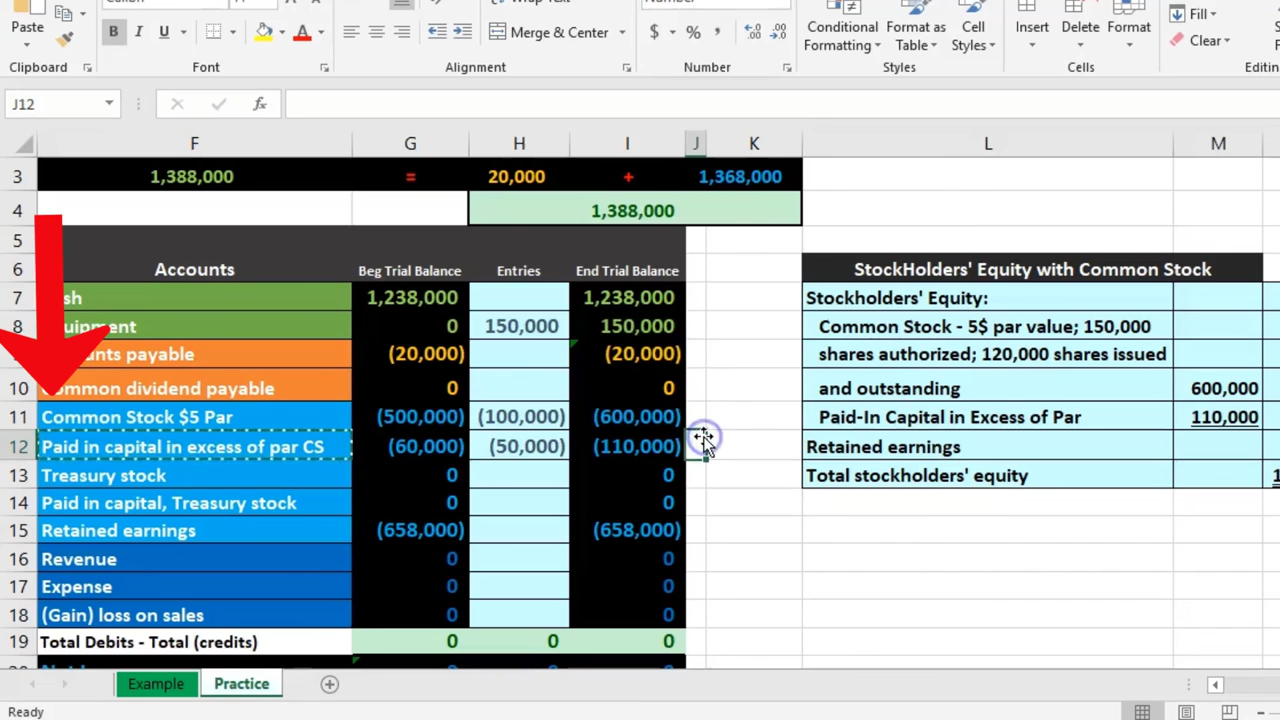 Paste
B I U
Merge & Center
$ % 
Conditional Formatting
Format as Table
Cell Styles
Insert
Delete
Format
Fill
Clear
Clipboard
Font
Alignment
Number
Styles
Cells
J12
fx
F G H I J K L M
3 1,388,000 = 20,000 + 1,368,000
4 1,388,000
5
6 Accounts Beg Trial Balance Entries End Trial Balance StockHolders' Equity with Common Stock
7 1,238,000 1,238,000 Stockholders' Equity:
8 0 150,000 150,000 Common Stock - 5$ par value; 150,000
(20,000) (20,000) shares authorized; 120,000 shares issued
10 Common dividend payable 0 0 and outstanding 600,000
11 Common Stock $5 Par (500,000) (100,000) (600,000) Paid-In Capital in Excess of Par 110,000
12 Paid in capital in excess of par CS (60,000) (50,000) (110,000) Retained earnings
13 Treasury stock 0 0 Total stockholders' equity
14 Paid in capital, Treasury stock 0 0
15 Retained earnings (658,000) (658,000)
16 Revenue 0 0
17 Expense 0 0
18 (Gain) loss on sales 0 0
19 Total Debits - Total (credits) 0 0 0
Example Practice
Ready